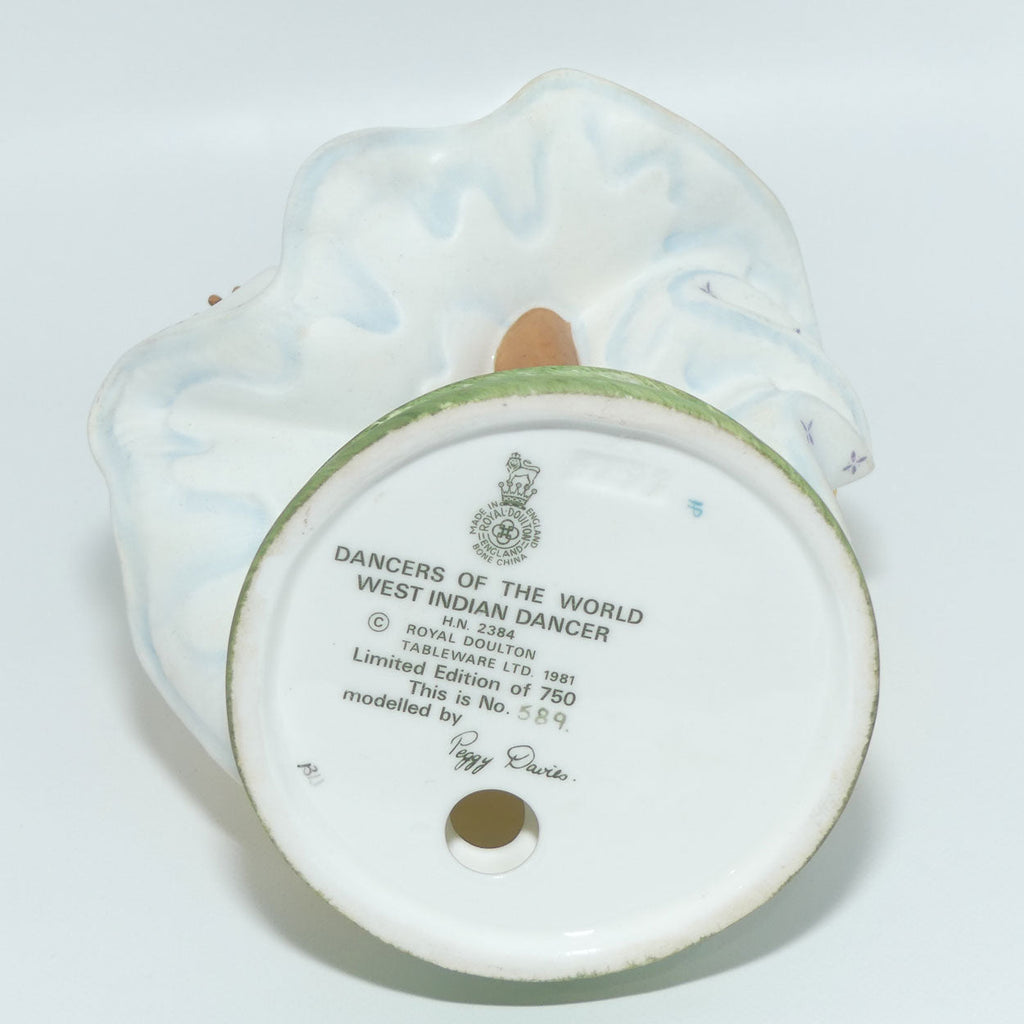 MADE IN ENGLAND
ROYAL·DOULTON
ENGLAND
BONE CHINA
DANCERS OF THE WORLD
WEST INDIAN DANCER
H.N. 2384
© ROYAL DOULTON
TABLEWARE LTD. 1981
Limited Edition of 750
This is No. 589.
modelled by
Peggy Davies.